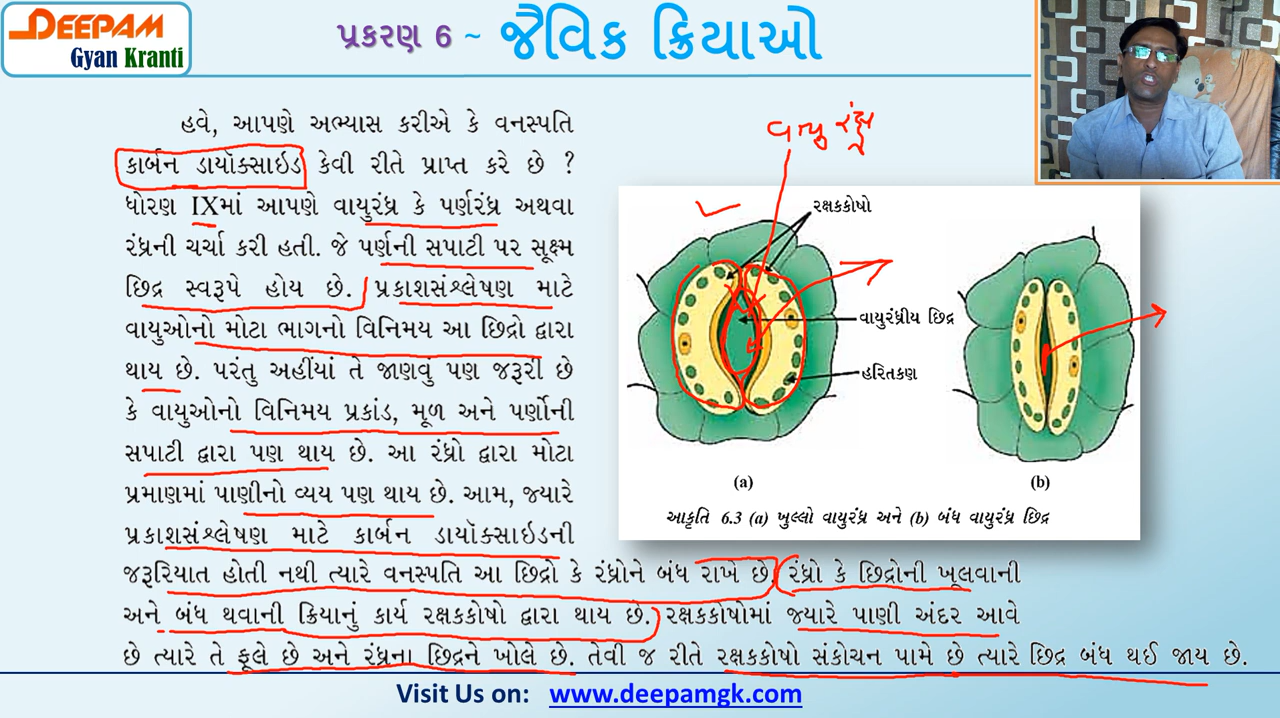 DEEPAM
Gyan Kranti
પ્રકરણ 6 ~ જૈવિક ક્રિયાઓ
હવે, આપણે અભ્યાસ કરીએ કે વનસ્પતિ
કાર્બન ડાયૉક્સાઇડ કેવી રીતે પ્રાપ્ત કરે છે ?
ધોરણ IXમાં આપણે વાયુરંધ્ર કે પર્ણરંધ્ર અથવા
રંધ્રની ચર્ચા કરી હતી. જે પર્ણની સપાટી પર સૂક્ષ્મ
છિદ્ર સ્વરૂપે હોય છે. પ્રકાશસંશ્લેષણ માટે
વાયુઓનો મોટા ભાગનો વિનિમય આ છિદ્રો દ્વારા
થાય છે. પરંતુ અહીંયાં તે જાણવું પણ જરૂરી છે
કે વાયુઓનો વિનિમય પ્રકાંડ, મૂળ અને પર્ણોની
સપાટી દ્વારા પણ થાય છે. આ રંધ્રો દ્વારા મોટા
પ્રમાણમાં પાણીનો વ્યય પણ થાય છે. આમ, જ્યારે
પ્રકાશસંશ્લેષણ માટે કાર્બન ડાયૉક્સાઇડની
જરૂરિયાત હોતી નથી ત્યારે વનસ્પતિ આ છિદ્રો કે રંધ્રોને બંધ રાખે છે. રંધ્રો કે છિદ્રોની ખૂલવાની
અને બંધ થવાની ક્રિયાનું કાર્ય રક્ષકકોષો દ્વારા થાય છે. રક્ષકકોષોમાં જ્યારે પાણી અંદર આવે
છે ત્યારે તે ફૂલે છે અને રંધ્રના છિદ્રને ખોલે છે. તેવી જ રીતે રક્ષકકોષો સંકોચન પામે છે ત્યારે છિદ્ર બંધ થઈ જાય છે.
વાયુ રંધ્ર
રક્ષકકોષો
વાયુરંધ્રીય છિદ્ર
હરિતકણ
(a)
(b)
આકૃતિ 6.3 (a) ખુલ્લો વાયુરંધ્ર અને (b) બંધ વાયુરંધ્ર છિદ્ર
Visit Us on: www.deepamgk.com